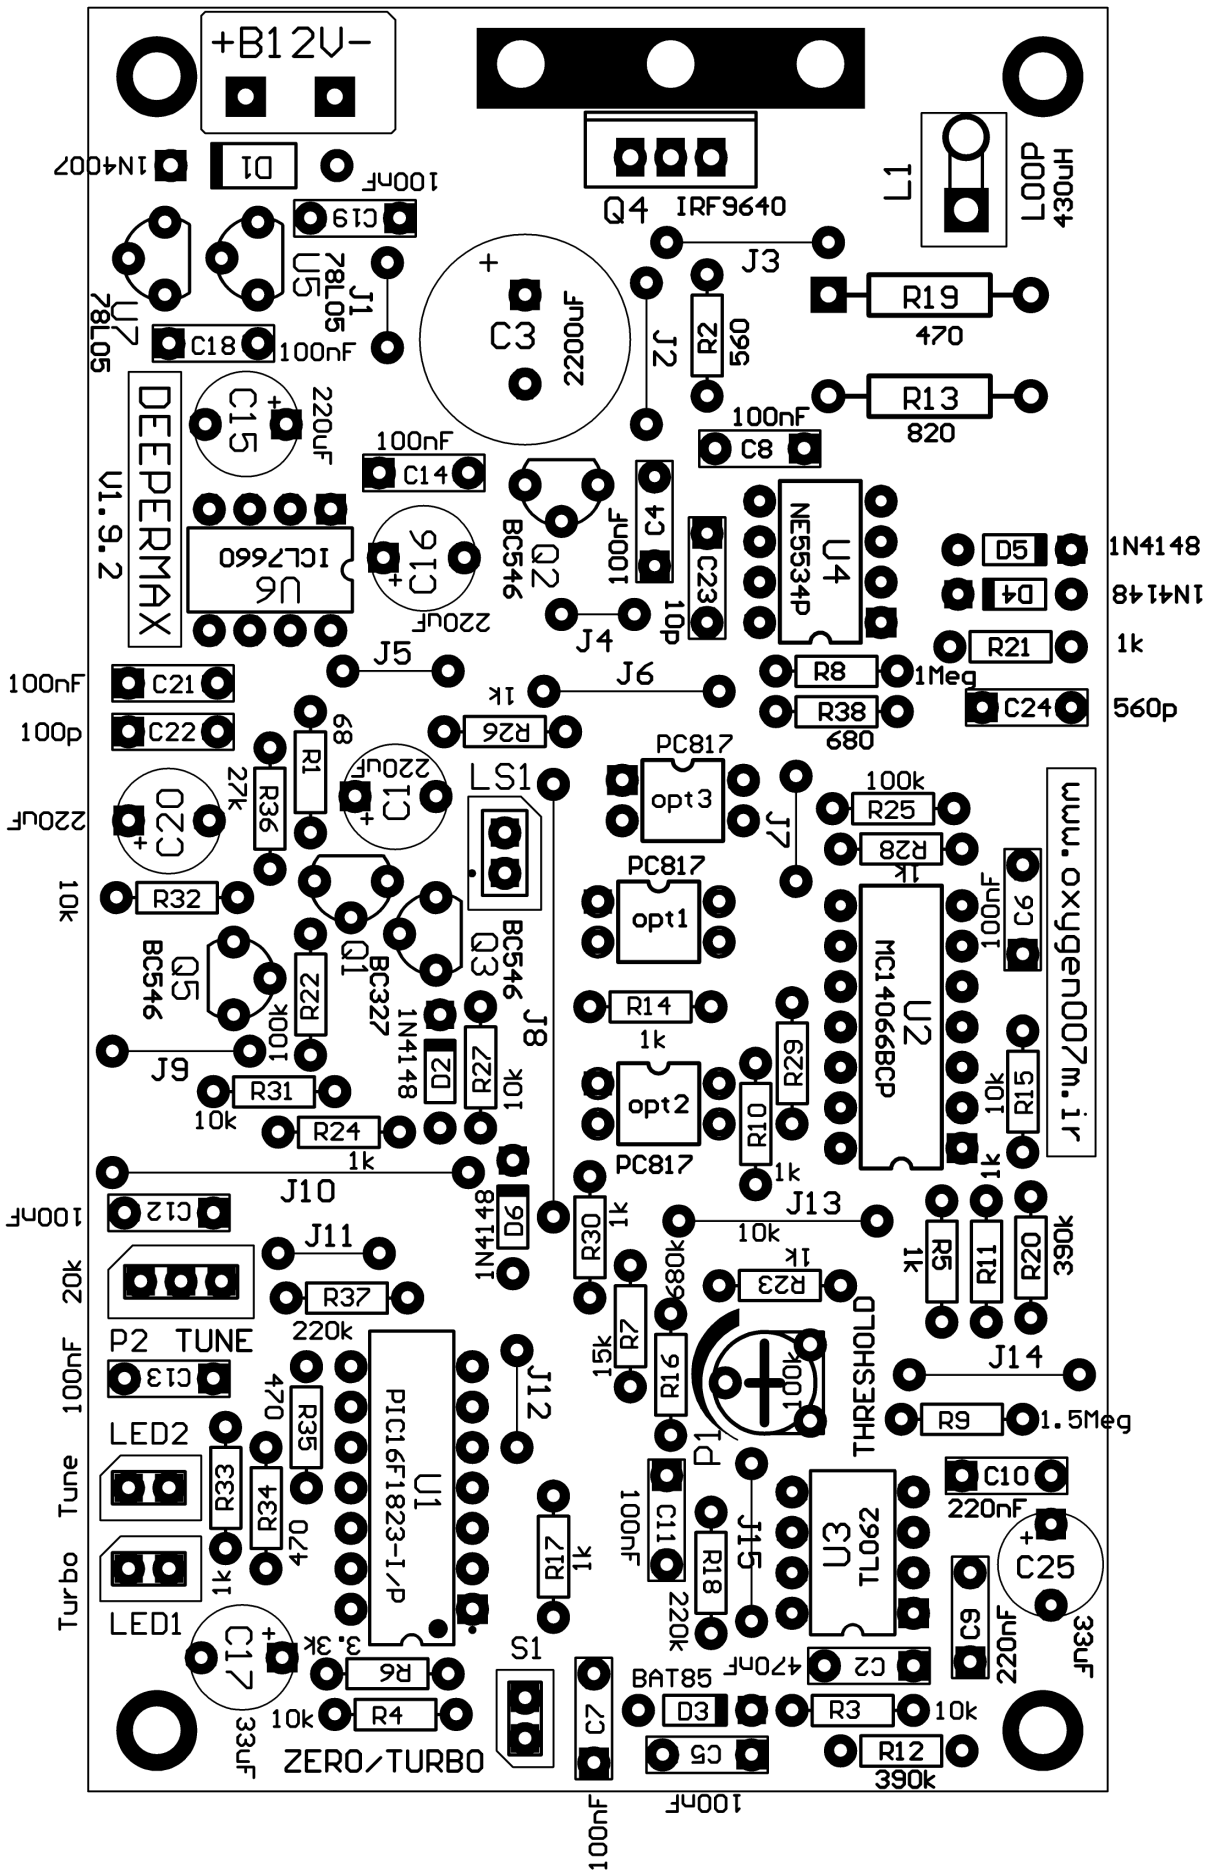 +B12V-
1N4007
D1
100nF
C19
Q4
IRF9640
L1
LOOP
430uH
U7
78L05
U5
78L05
J1
J3
+
C3
2200uF
J2
R2
560
R19
470
C18
100nF
R13
820
DEEPERMAX
V1.9.2
C15
+
220uF
100nF
C14
100nF
C8
ICL7660
U6
C16
+
220uF
BC546
Q2
100nF
C4
C23
10p
NE5534P
U4
D5
1N4148
D4
1N4148
J4
R21
1k
100nF
C21
J5
J6
1k
R8
1Meg
100p
C22
R26
R38
680
C24
560p
68
R1
27k
R36
220uF
C1
+
LS1
PC817
opt3
J7
100k
R25
220uF
C20
+
R28
1k
www.oxygen007m.ir
10k
R32
PC817
opt1
100nF
C6
BC546
Q5
R22
100k
Q1
BC327
Q3
BC546
MC14066BCP
U2
R14
1k
J8
1N4148
D2
R27
10k
J9
R31
10k
opt2
PC817
R29
R10
1k
10k
R15
R24
1k
J10
1N4148
D6
J13
10k
1k
100nF
C12
J11
R30
1k
R5
1k
R11
R20
390k
20k
R37
220k
680k
1k
R23
P2 TUNE
15k
R7
R16
100k
THRESHOLD
P1
J14
100nF
C13
470
R35
J12
R9
1.5Meg
LED2
Tune
R33
R34
1k
470
PIC16F1823-I/P
U1
C10
220nF
100nF
C11
J15
R18
220k
U3
TL062
+
C25
33uF
Turbo
LED1
R17
1k
C9
220nF
C17
+
33uF
3.3k
R6
S1
470nF
C2
10k
R4
BAT85
D3
R3
10k
ZERO/TURBO
C7
100nF
C5
100nF
R12
390k